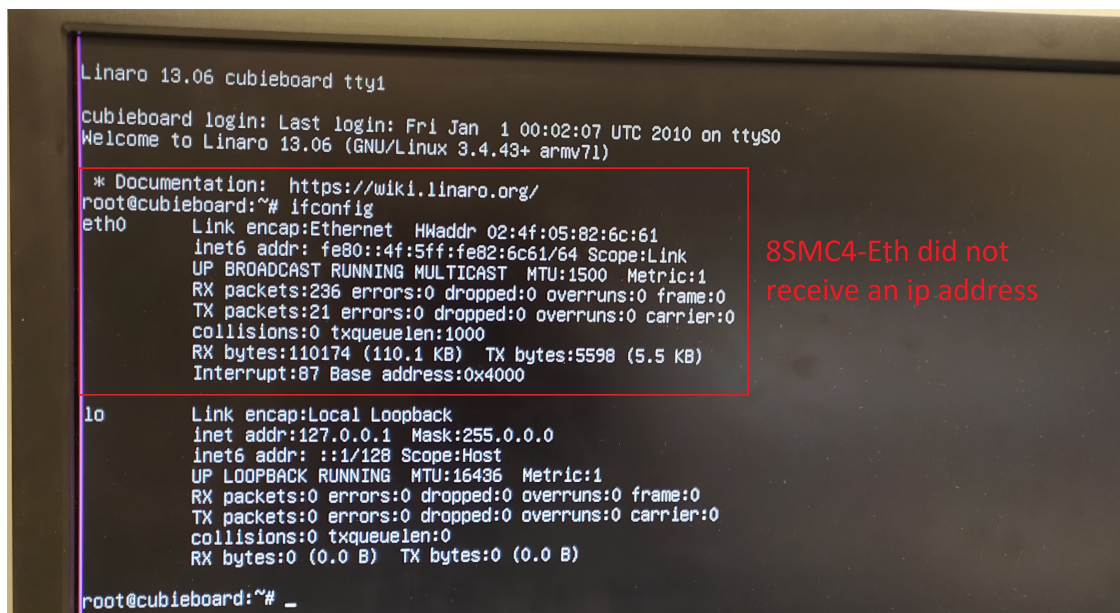 Linaro 13.06 cubieboard tty1
cubieboard login: Last login: Fri Jan  1 00:02:07 UTC 2010 on ttyS0
Welcome to Linaro 13.06 (GNU/Linux 3.4.43+ armv7l)
 * Documentation:  https://wiki.linaro.org/
root@cubieboard:~# ifconfig
eth0      Link encap:Ethernet  HWaddr 02:4f:05:82:6c:61
          inet6 addr: fe80::4f:5ff:fe82:6c61/64 Scope:Link
          UP BROADCAST RUNNING MULTICAST  MTU:1500  Metric:1
          RX packets:236 errors:0 dropped:0 overruns:0 frame:0
          TX packets:21 errors:0 dropped:0 overruns:0 carrier:0
          collisions:0 txqueuelen:1000
          RX bytes:110174 (110.1 KB)  TX bytes:5598 (5.5 KB)
          Interrupt:87 Base address:0x4000
8SMC4-Eth did not
receive an ip address
lo        Link encap:Local Loopback
          inet addr:127.0.0.1  Mask:255.0.0.0
          inet6 addr: ::1/128 Scope:Host
          UP LOOPBACK RUNNING  MTU:16436  Metric:1
          RX packets:0 errors:0 dropped:0 overruns:0 frame:0
          TX packets:0 errors:0 dropped:0 overruns:0 carrier:0
          collisions:0 txqueuelen:0
          RX bytes:0 (0.0 B)  TX bytes:0 (0.0 B)
root@cubieboard:~# _